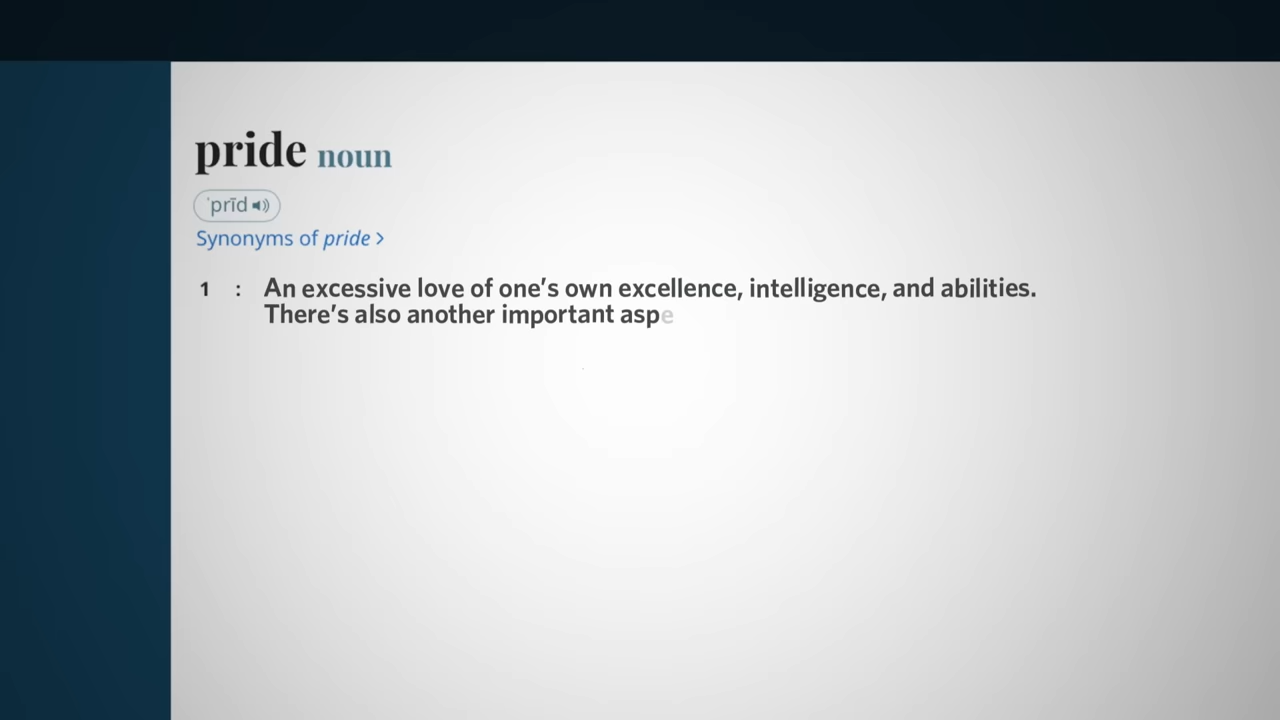 pride noun
ˈprīd
Synonyms of pride >
1 : An excessive love of one’s own excellence, intelligence, and abilities.
There’s also another important aspe